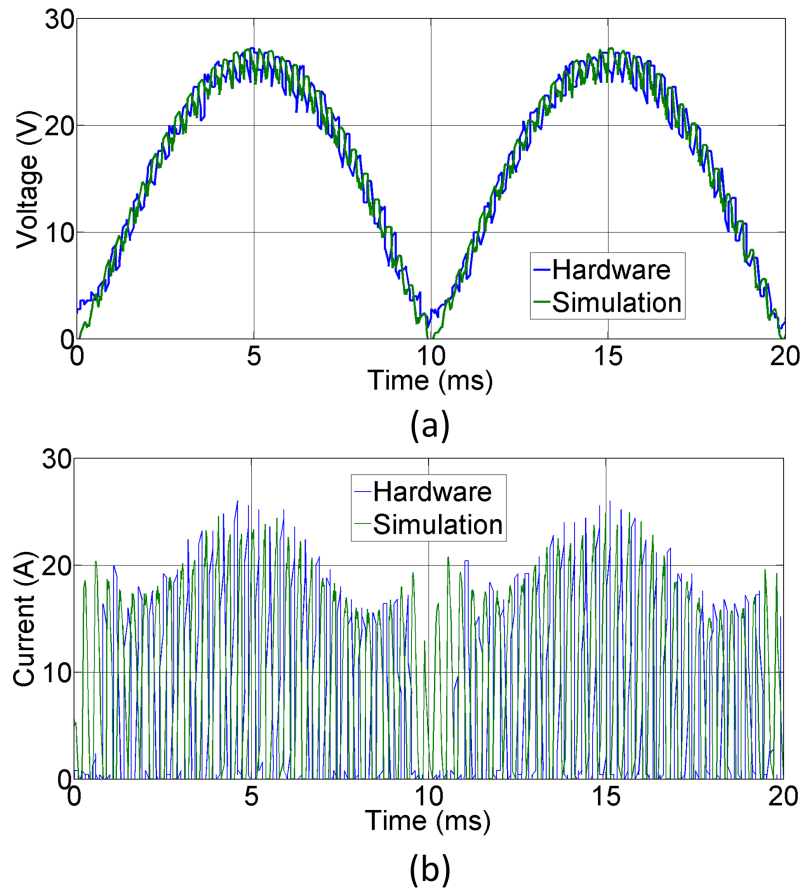 30
20
10
0
Voltage (V)
Hardware
Simulation
0 5 10 15 20
Time (ms)
(a)
30
20
10
0
Current (A)
Hardware
Simulation
0 5 10 15 20
Time (ms)
(b)